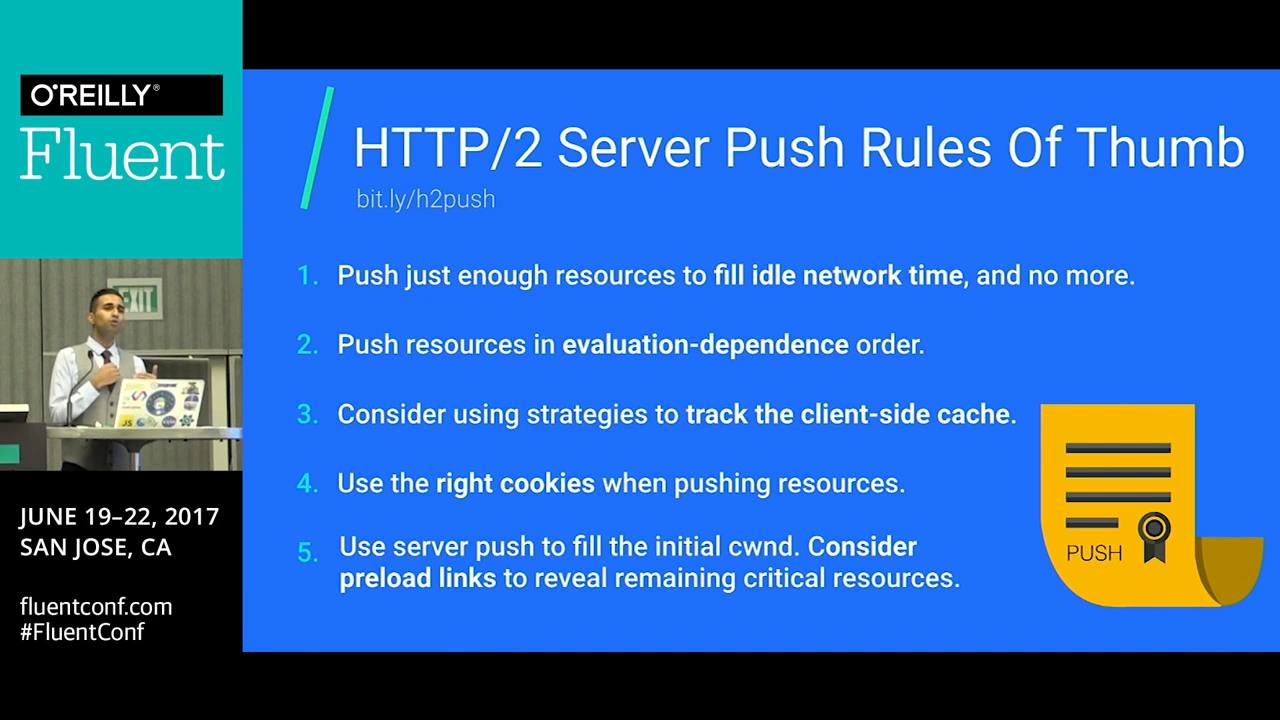 O'REILLY®
Fluent
HTTP/2 Server Push Rules Of Thumb
bit.ly/h2push
1. Push just enough resources to fill idle network time, and no more.
2. Push resources in evaluation-dependence order.
3. Consider using strategies to track the client-side cache.
4. Use the right cookies when pushing resources.
5. Use server push to fill the initial cwnd. Consider
preload links to reveal remaining critical resources.
PUSH
EXIT
JS
JUNE 19–22, 2017
SAN JOSE, CA
fluentconf.com
#FluentConf